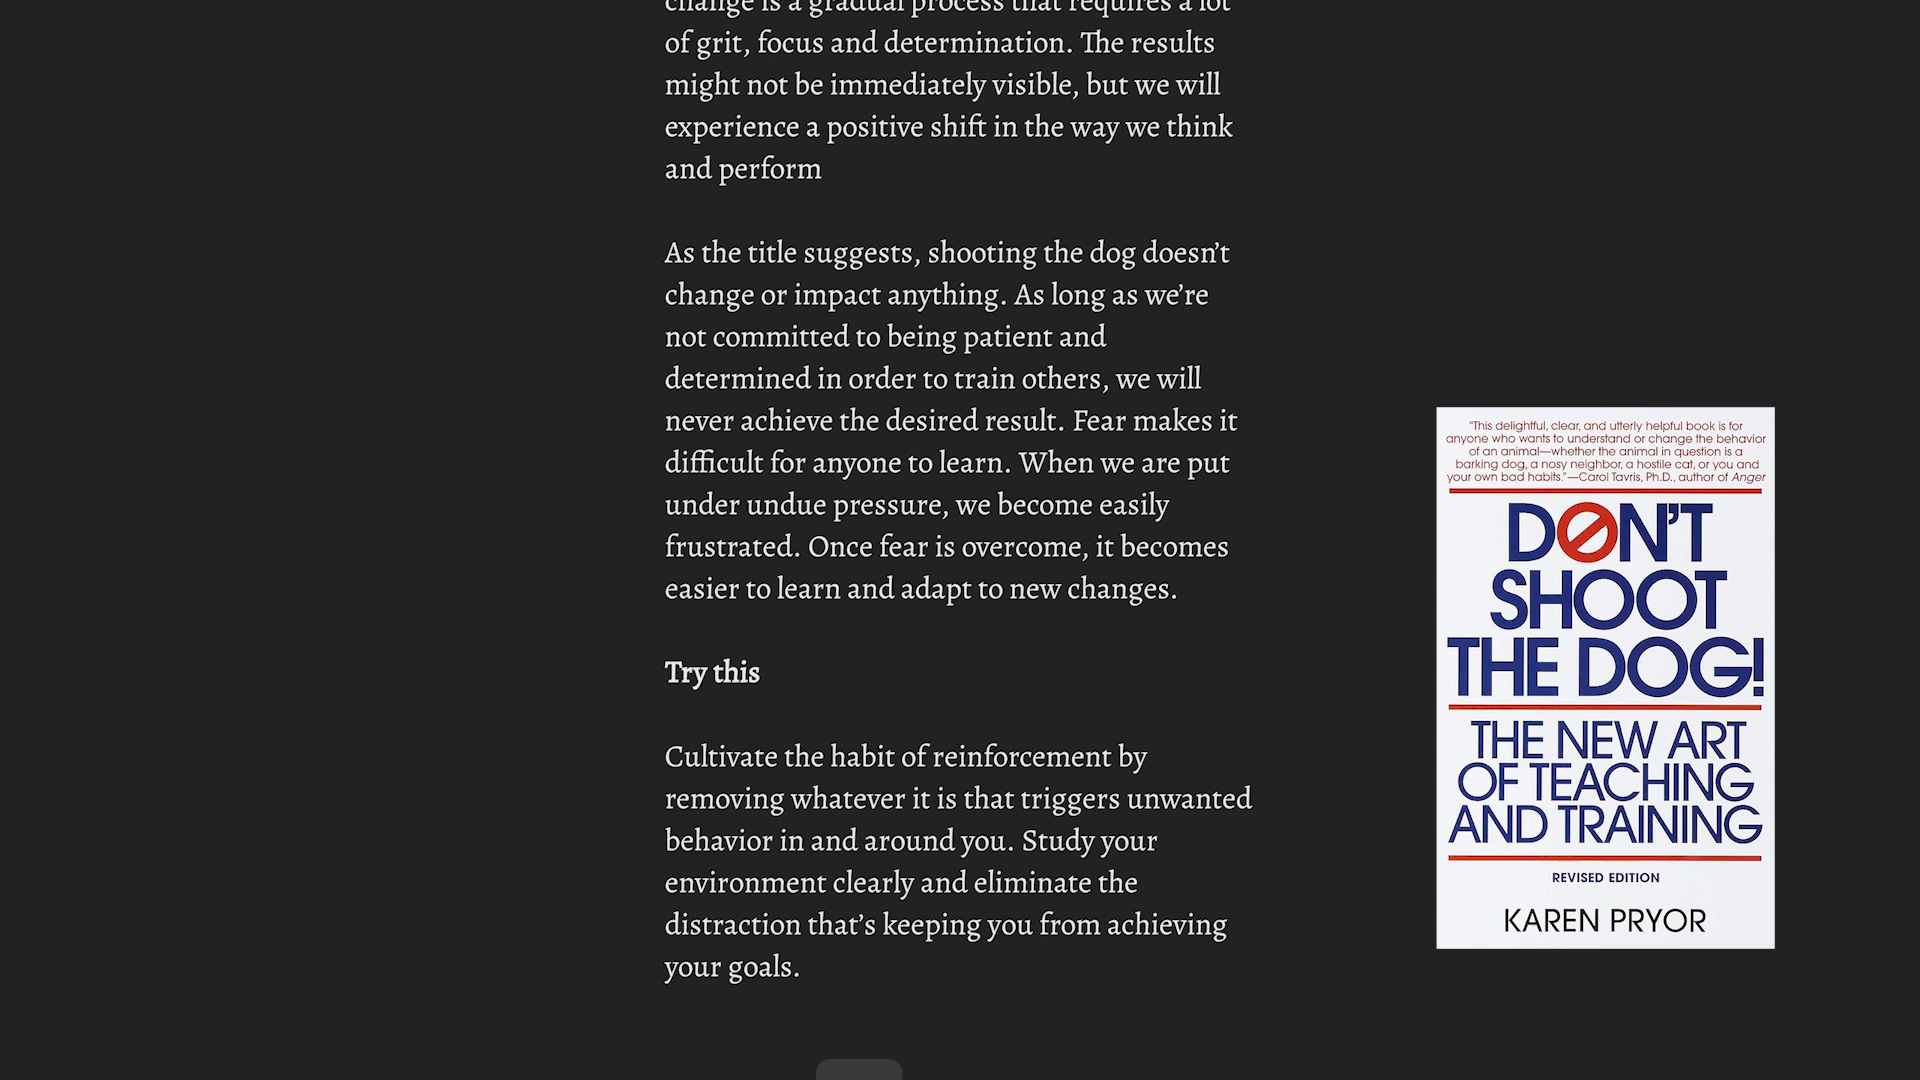 change is a gradual process that requires a lot
of grit, focus and determination. The results
might not be immediately visible, but we will
experience a positive shift in the way we think
and perform
As the title suggests, shooting the dog doesn’t
change or impact anything. As long as we’re
not committed to being patient and
determined in order to train others, we will
never achieve the desired result. Fear makes it
difficult for anyone to learn. When we are put
under undue pressure, we become easily
frustrated. Once fear is overcome, it becomes
easier to learn and adapt to new changes.
Try this
Cultivate the habit of reinforcement by
removing whatever it is that triggers unwanted
behavior in and around you. Study your
environment clearly and eliminate the
distraction that’s keeping you from achieving
your goals.
"This delightful, clear, and utterly helpful book is for
anyone who wants to understand or change the behavior
of an animal—whether the animal in question is a
barking dog, a nosy neighbor, a hostile cat, or you and
your own bad habits."—Carol Tavris, Ph.D., author of Anger
DON'T
SHOOT
THE DOG!
THE NEW ART
OF TEACHING
AND TRAINING
REVISED EDITION
KAREN PRYOR